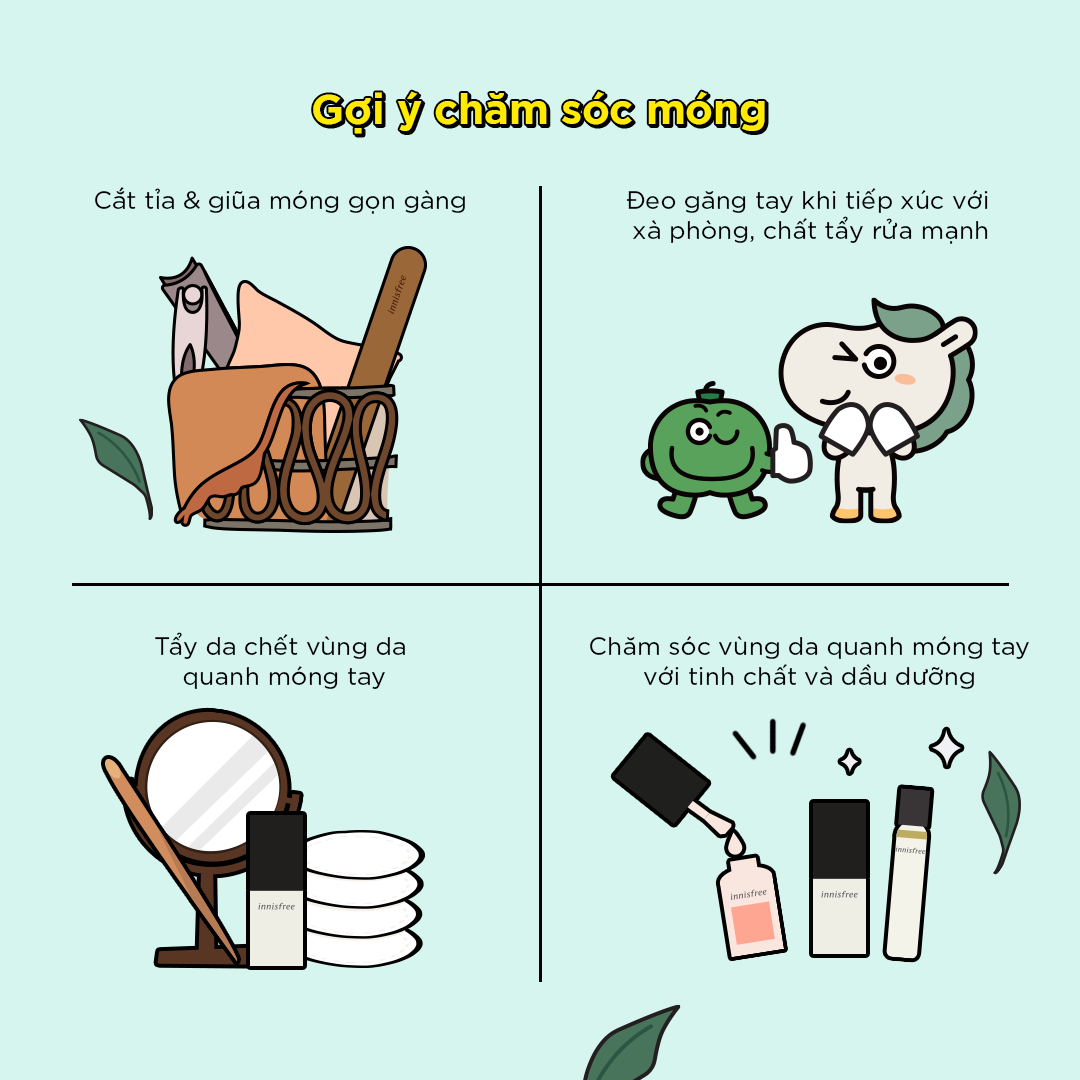 Gợi ý chăm sóc móng
Cắt tỉa & giũa móng gọn gàng
Đeo găng tay khi tiếp xúc với
xà phòng, chất tẩy rửa mạnh
innisfree
Tẩy da chết vùng da
quanh móng tay
innisfree
Chăm sóc vùng da quanh móng tay
với tinh chất và dầu dưỡng
innisfree
innisfree
innisfree